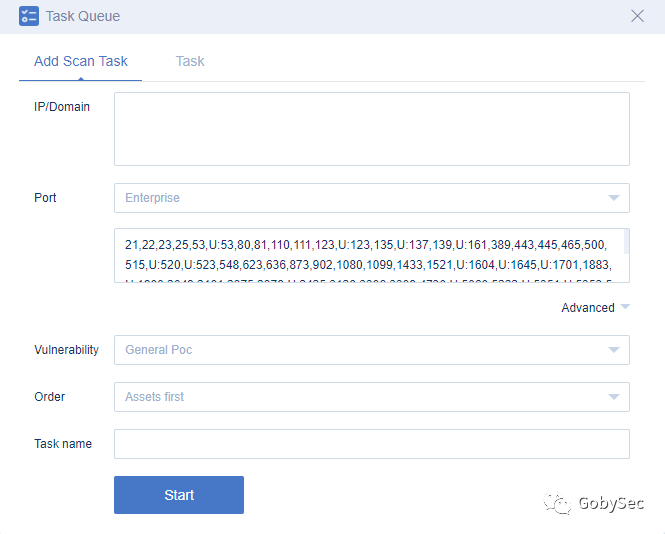 Task Queue
Add Scan Task
Task
IP/Domain
Port
Enterprise
21,22,23,25,53,U:53,80,81,110,111,123,U:123,135,U:137,139,U:161,389,443,445,465,500,
515,U:520,U:523,548,623,636,873,902,1080,1099,1433,1521,U:1604,U:1645,U:1701,1883,
Advanced
Vulnerability
General Poc
Order
Assets first
Task name
Start
GobySec